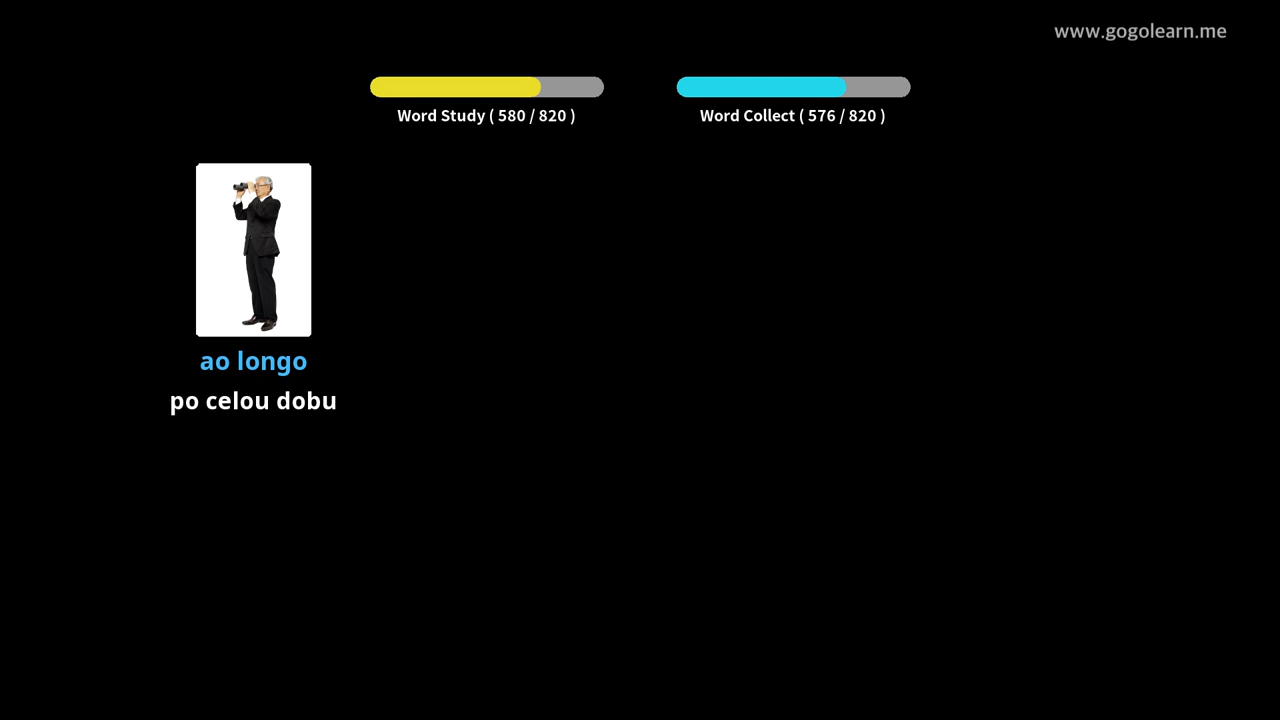 www.gogolearn.me
Word Study ( 580 / 820 )
Word Collect ( 576 / 820 )
ao longo
po celou dobu